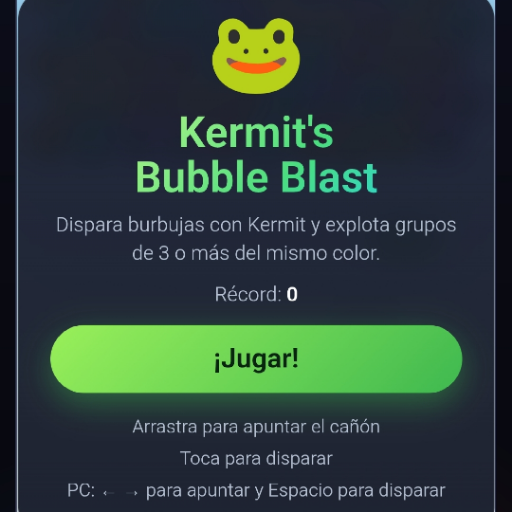 Kermit's
Bubble Blast
Dispara burbujas con Kermit y explota grupos
de 3 o más del mismo color.
Récord: 0
¡Jugar!
Arrastra para apuntar el cañón
Toca para disparar
PC: ← → para apuntar y Espacio para disparar